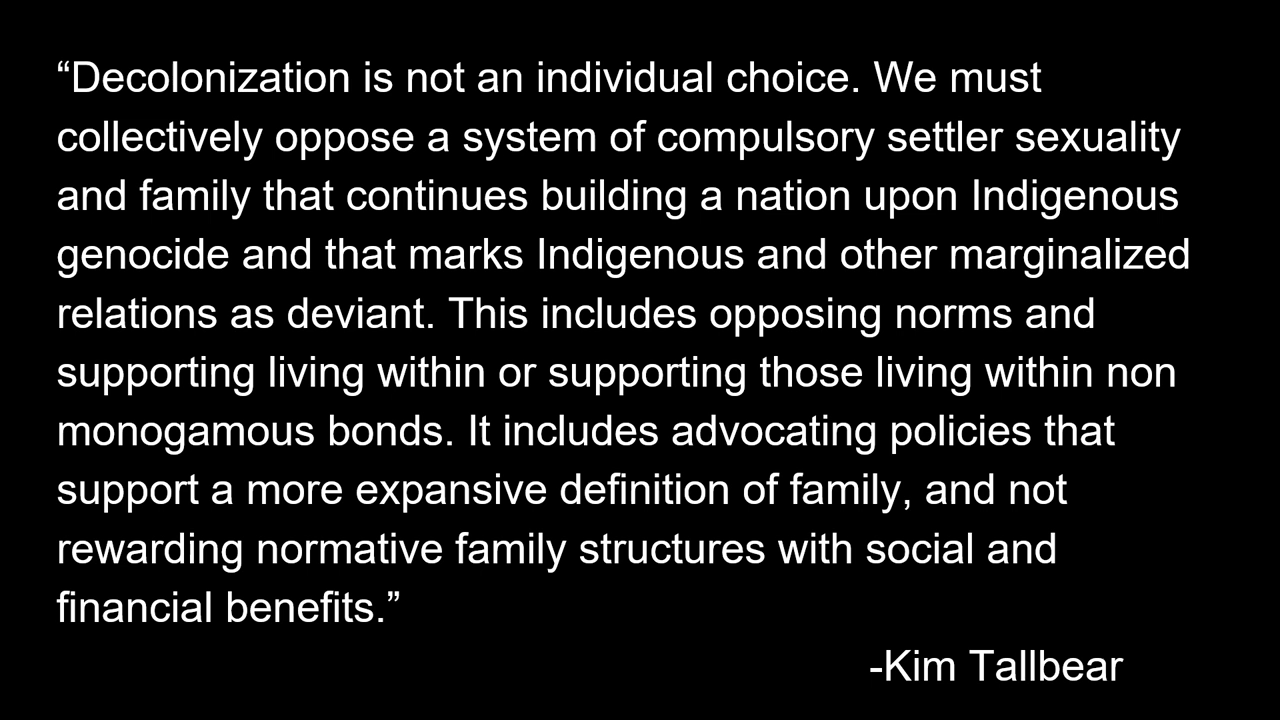 “Decolonization is not an individual choice. We must
collectively oppose a system of compulsory settler sexuality
and family that continues building a nation upon Indigenous
genocide and that marks Indigenous and other marginalized
relations as deviant. This includes opposing norms and
supporting living within or supporting those living within non
monogamous bonds. It includes advocating policies that
support a more expansive definition of family, and not
rewarding normative family structures with social and
financial benefits.”
-Kim Tallbear